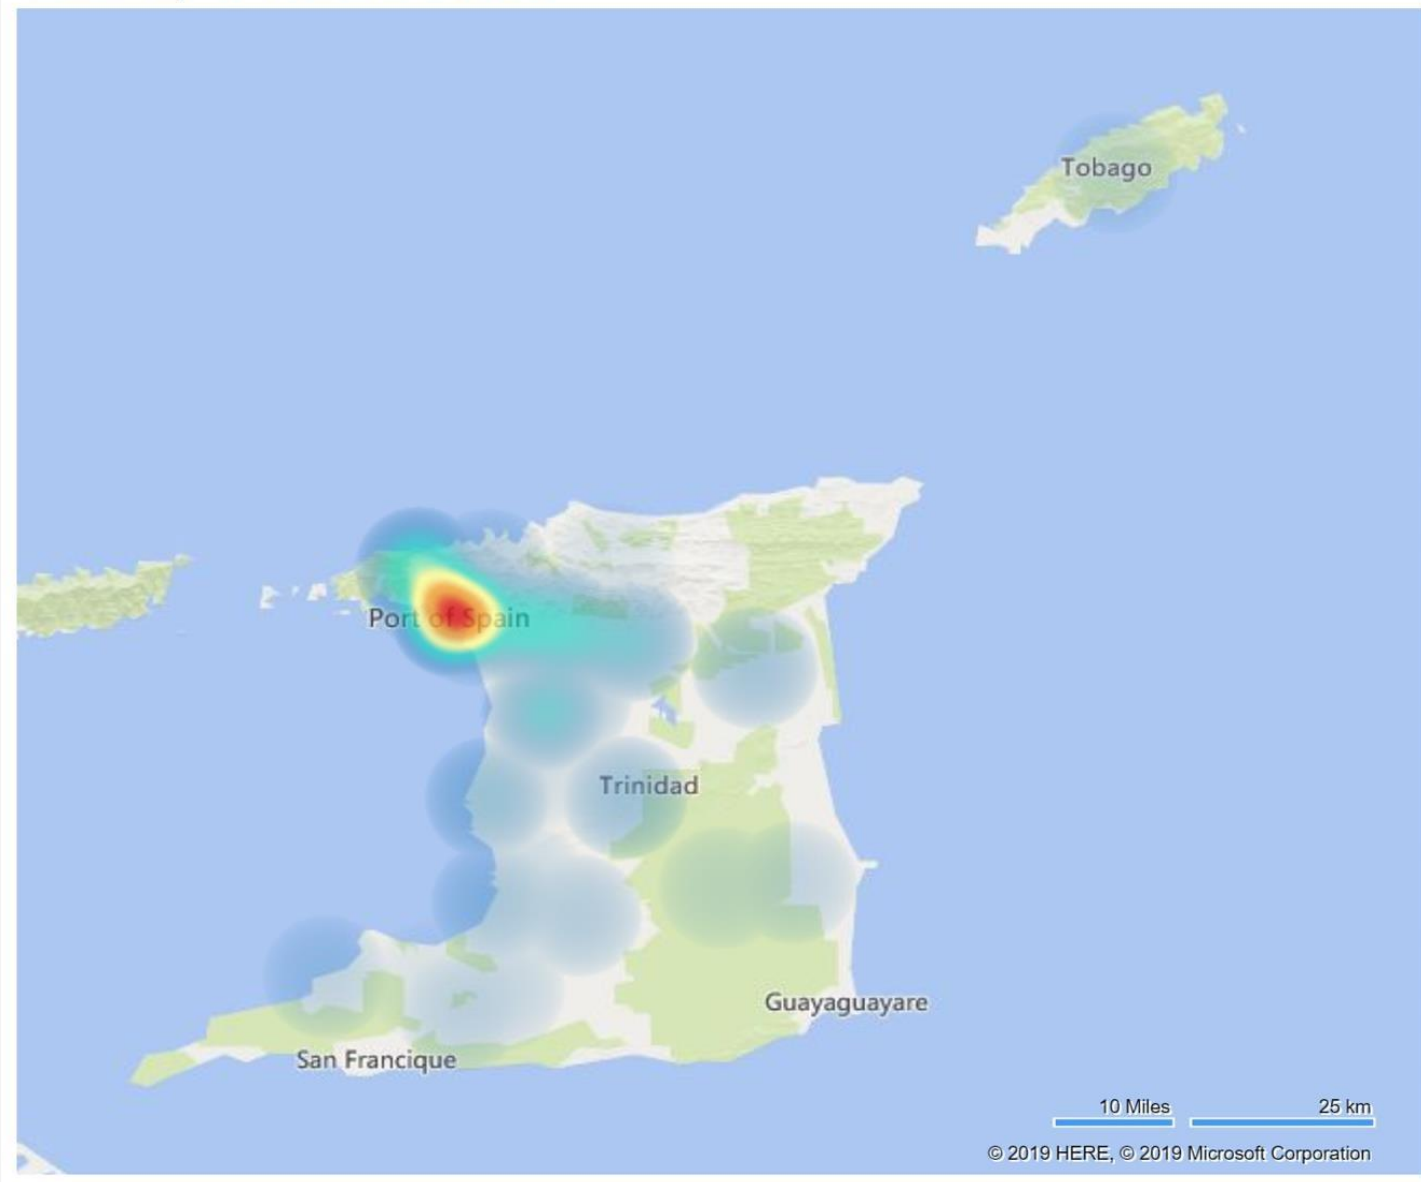 Tobago
Port of Spain
Trinidad
Guayaguayare
San Francique
10 Miles
25 km
© 2019 HERE, © 2019 Microsoft Corporation